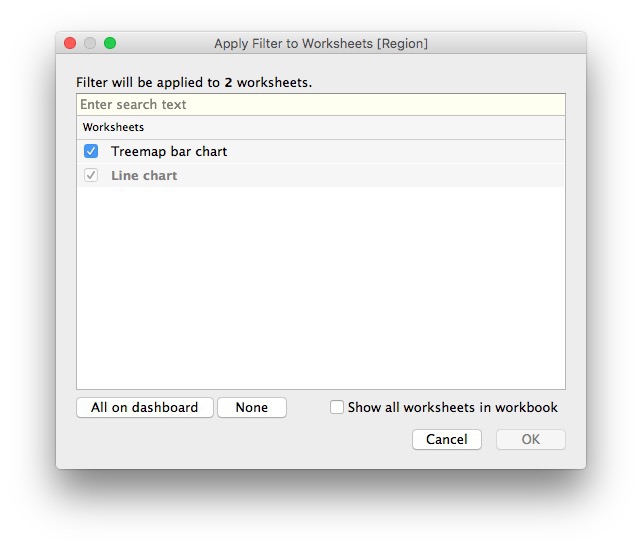 Apply Filter to Worksheets [Region]
Filter will be applied to 2 worksheets.
Enter search text
Worksheets
Treemap bar chart
Line chart
All on dashboard None Show all worksheets in workbook
Cancel OK